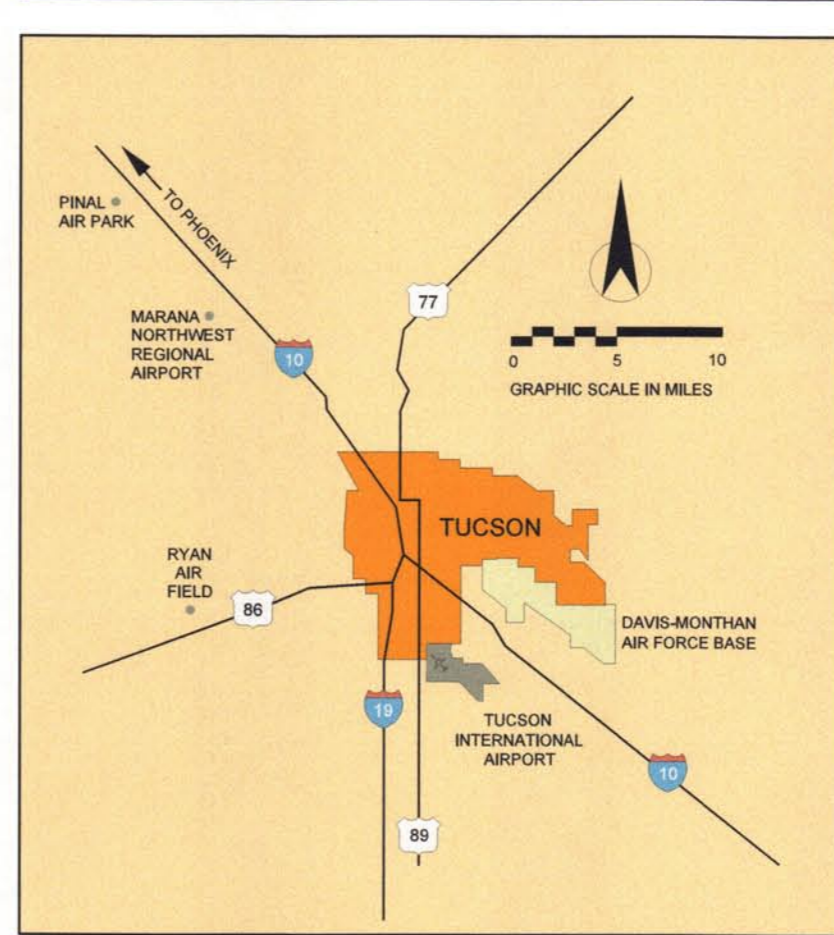 PINAL
AIR PARK
TO PHOENIX
77
MARANA
NORTHWEST
REGIONAL
AIRPORT
10
0 5 10
GRAPHIC SCALE IN MILES
TUCSON
RYAN
AIR
FIELD
86
DAVIS-MONTHAN
AIR FORCE BASE
19
TUCSON
INTERNATIONAL
AIRPORT
10
89